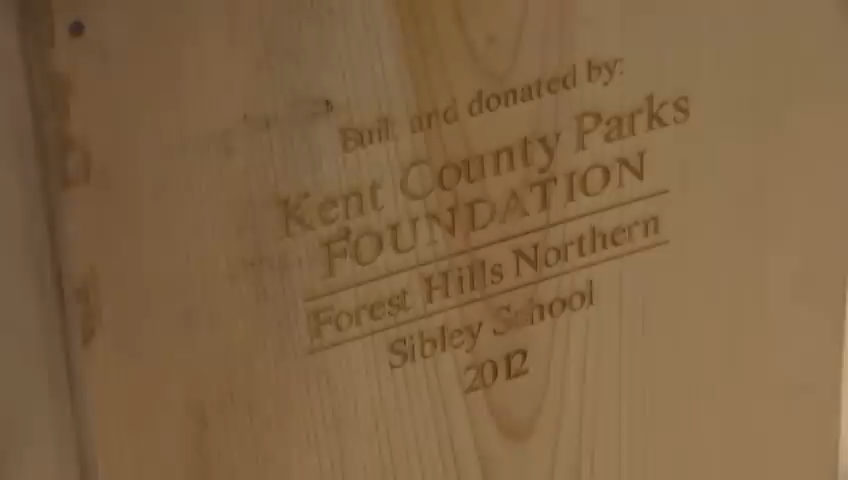 Built and donated by:
Kent County Parks
FOUNDATION
Forest Hills Northern
Sibley School
2012